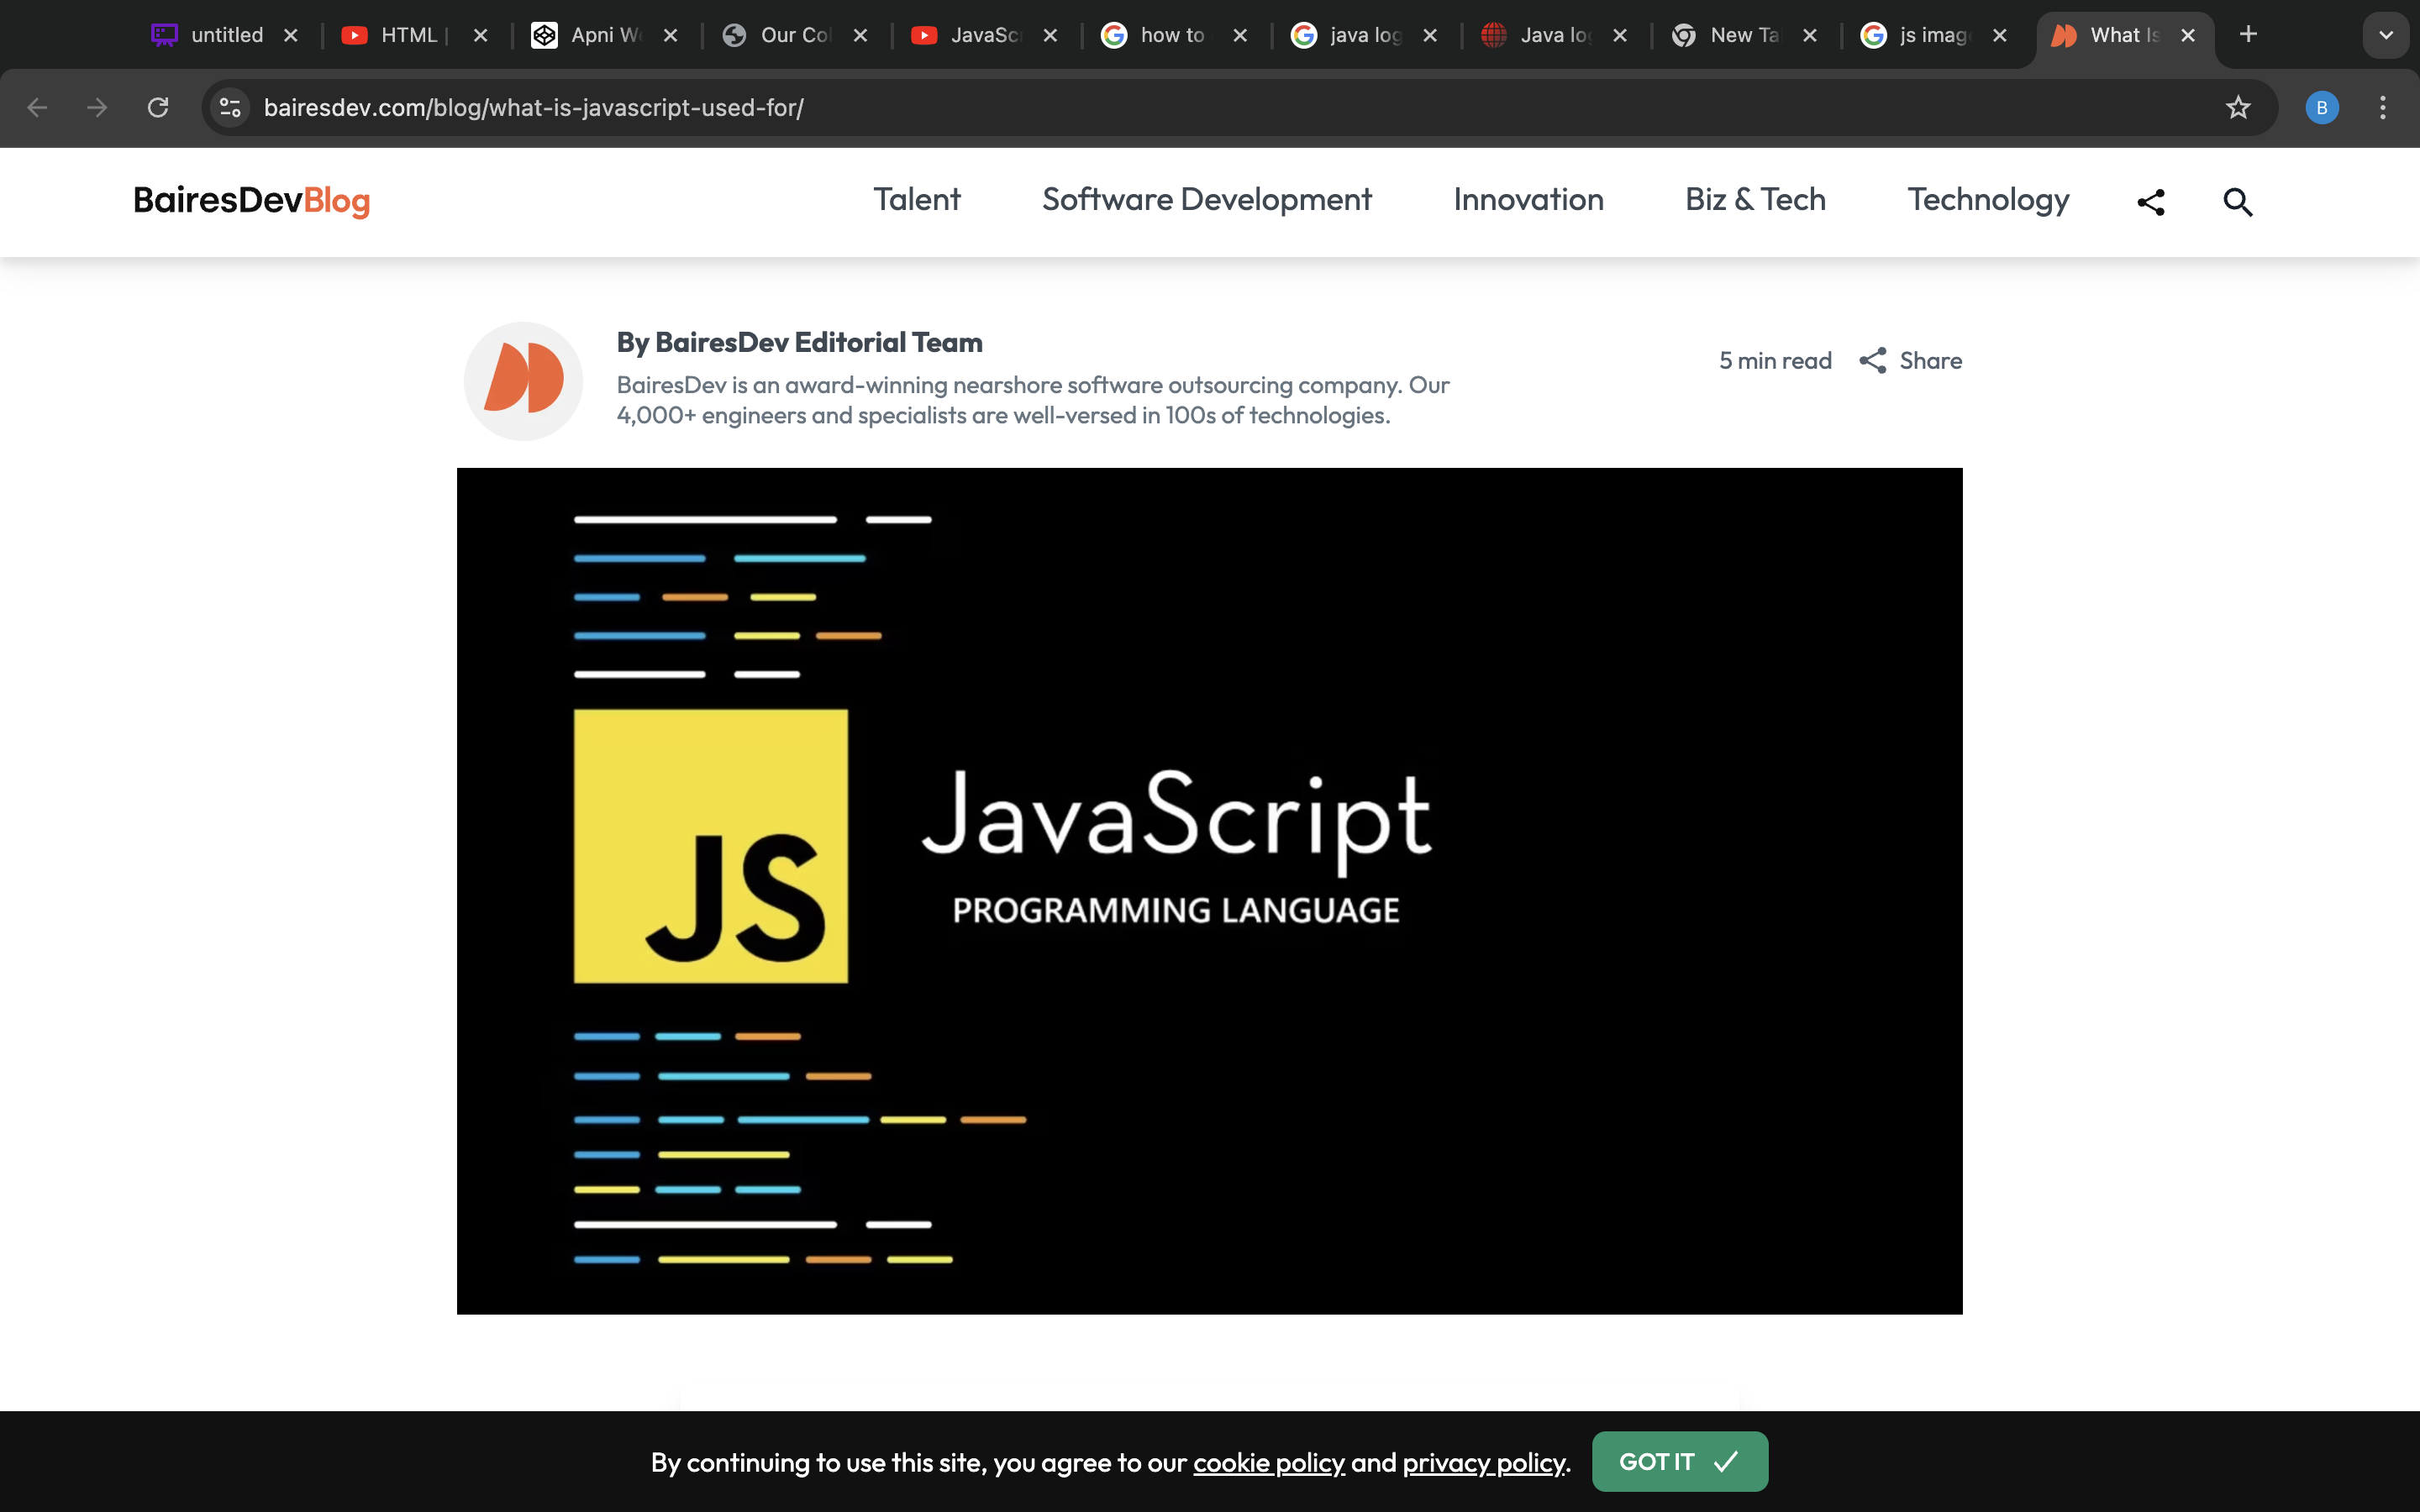 untitled
HTML |
Apni We
Our Col
JavaSc
how to
java log
Java lo
New Ta
js imag
What Is
bairesdev.com/blog/what-is-javascript-used-for/
B
BairesDevBlog
Talent
Software Development
Innovation
Biz & Tech
Technology
By BairesDev Editorial Team
BairesDev is an award-winning nearshore software outsourcing company. Our
4,000+ engineers and specialists are well-versed in 100s of technologies.
5 min read
Share
JS
JavaScript
PROGRAMMING LANGUAGE
By continuing to use this site, you agree to our cookie policy and privacy policy.
GOT IT